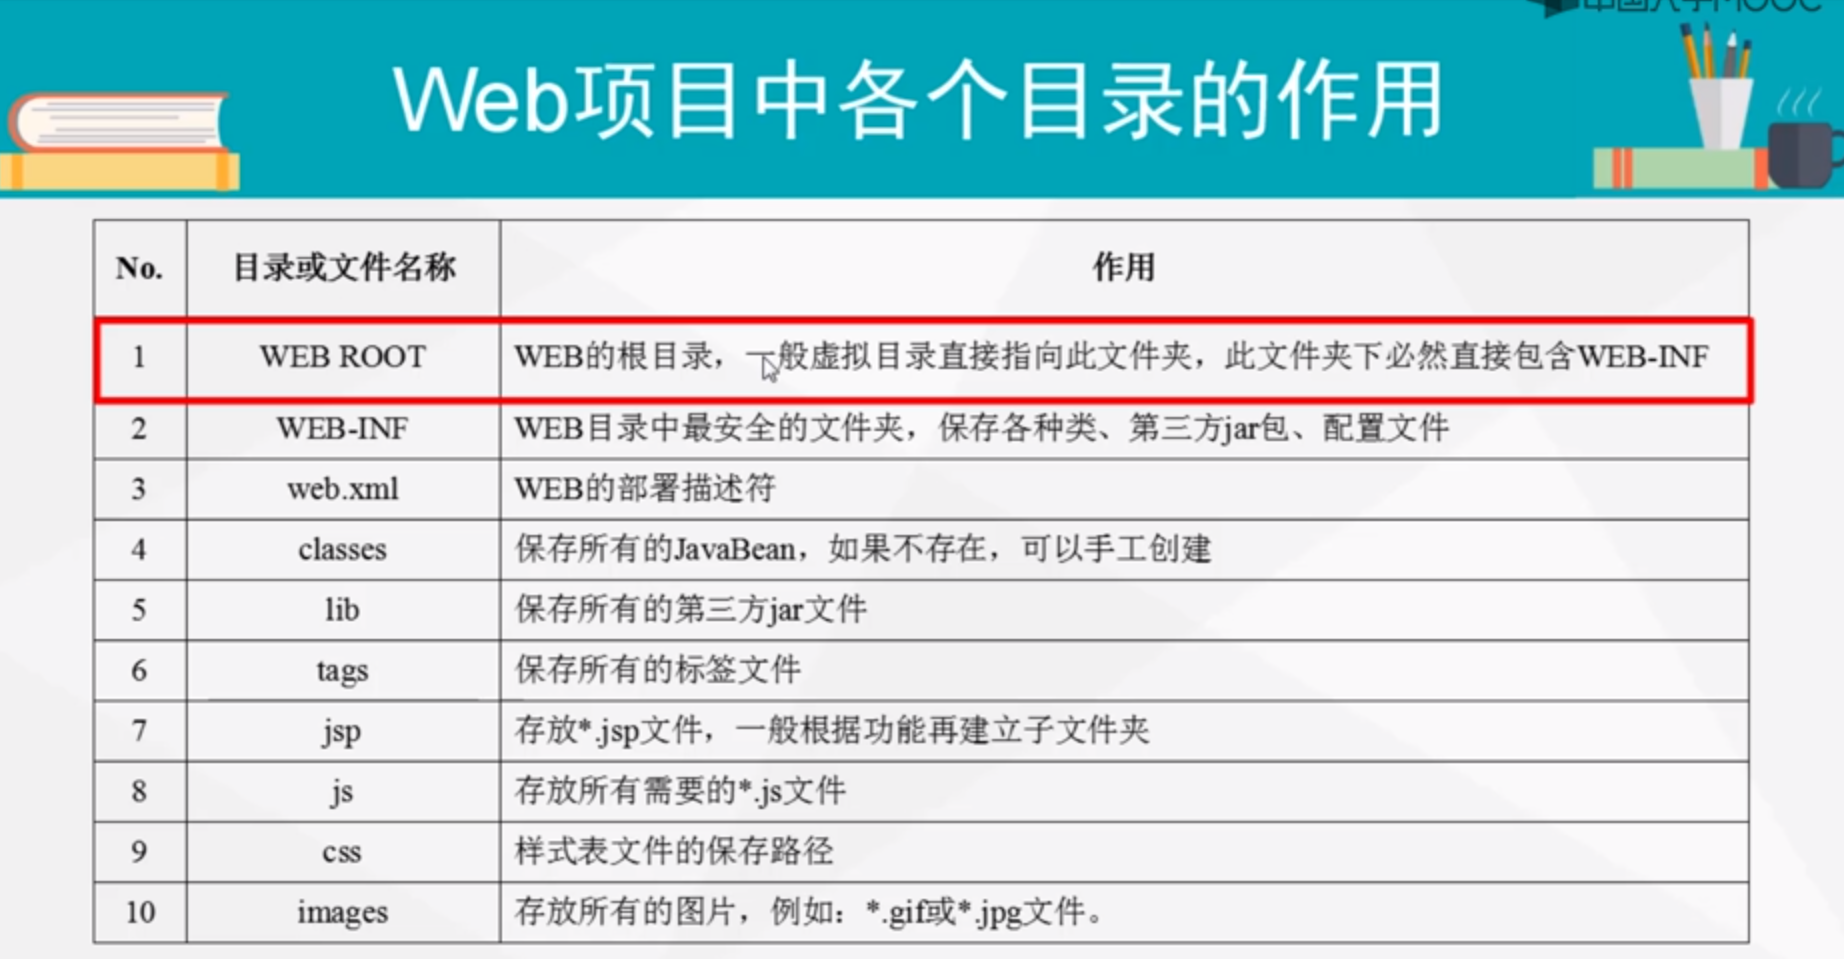 中国大学MOOC
Web项目中各个目录的作用
No. 目录或文件名称 作用
1 WEB ROOT WEB的根目录，一般虚拟目录直接指向此文件夹，此文件夹下必然直接包含WEB-INF
2 WEB-INF WEB目录中最安全的文件夹，保存各种类、第三方jar包、配置文件
3 web.xml WEB的部署描述符
4 classes 保存所有的JavaBean，如果不存在，可以手工创建
5 lib 保存所有的第三方jar文件
6 tags 保存所有的标签文件
7 jsp 存放*.jsp文件，一般根据功能再建立子文件夹
8 js 存放所有需要的*.js文件
9 css 样式表文件的保存路径
10 images 存放所有的图片，例如：*.gif或*.jpg文件。